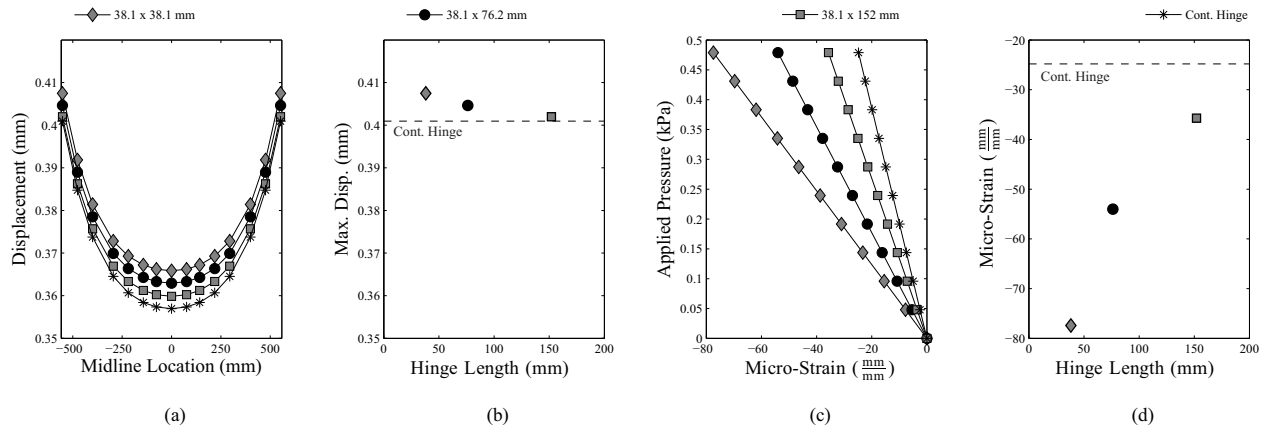 38.1 x 38.1 mm
38.1 x 76.2 mm
38.1 x 152 mm
Cont. Hinge
0.41
0.4
0.39
0.38
0.37
0.36
0.35
Displacement (mm)
−500 −250 0 250 500
Midline Location (mm)
(a)
0.41
0.4
0.39
0.38
0.37
0.36
0.35
Max. Disp. (mm)
Cont. Hinge
0 50 100 150 200
Hinge Length (mm)
(b)
0.5
0.45
0.4
0.35
0.3
0.25
0.2
0.15
0.1
0.05
0
Applied Pressure (kPa)
−80 −60 −40 −20 0
Micro-Strain (mm/mm)
(c)
−20
−30
−40
−50
−60
−70
−80
Micro-Strain (mm/mm)
Cont. Hinge
0 50 100 150 200
Hinge Length (mm)
(d)